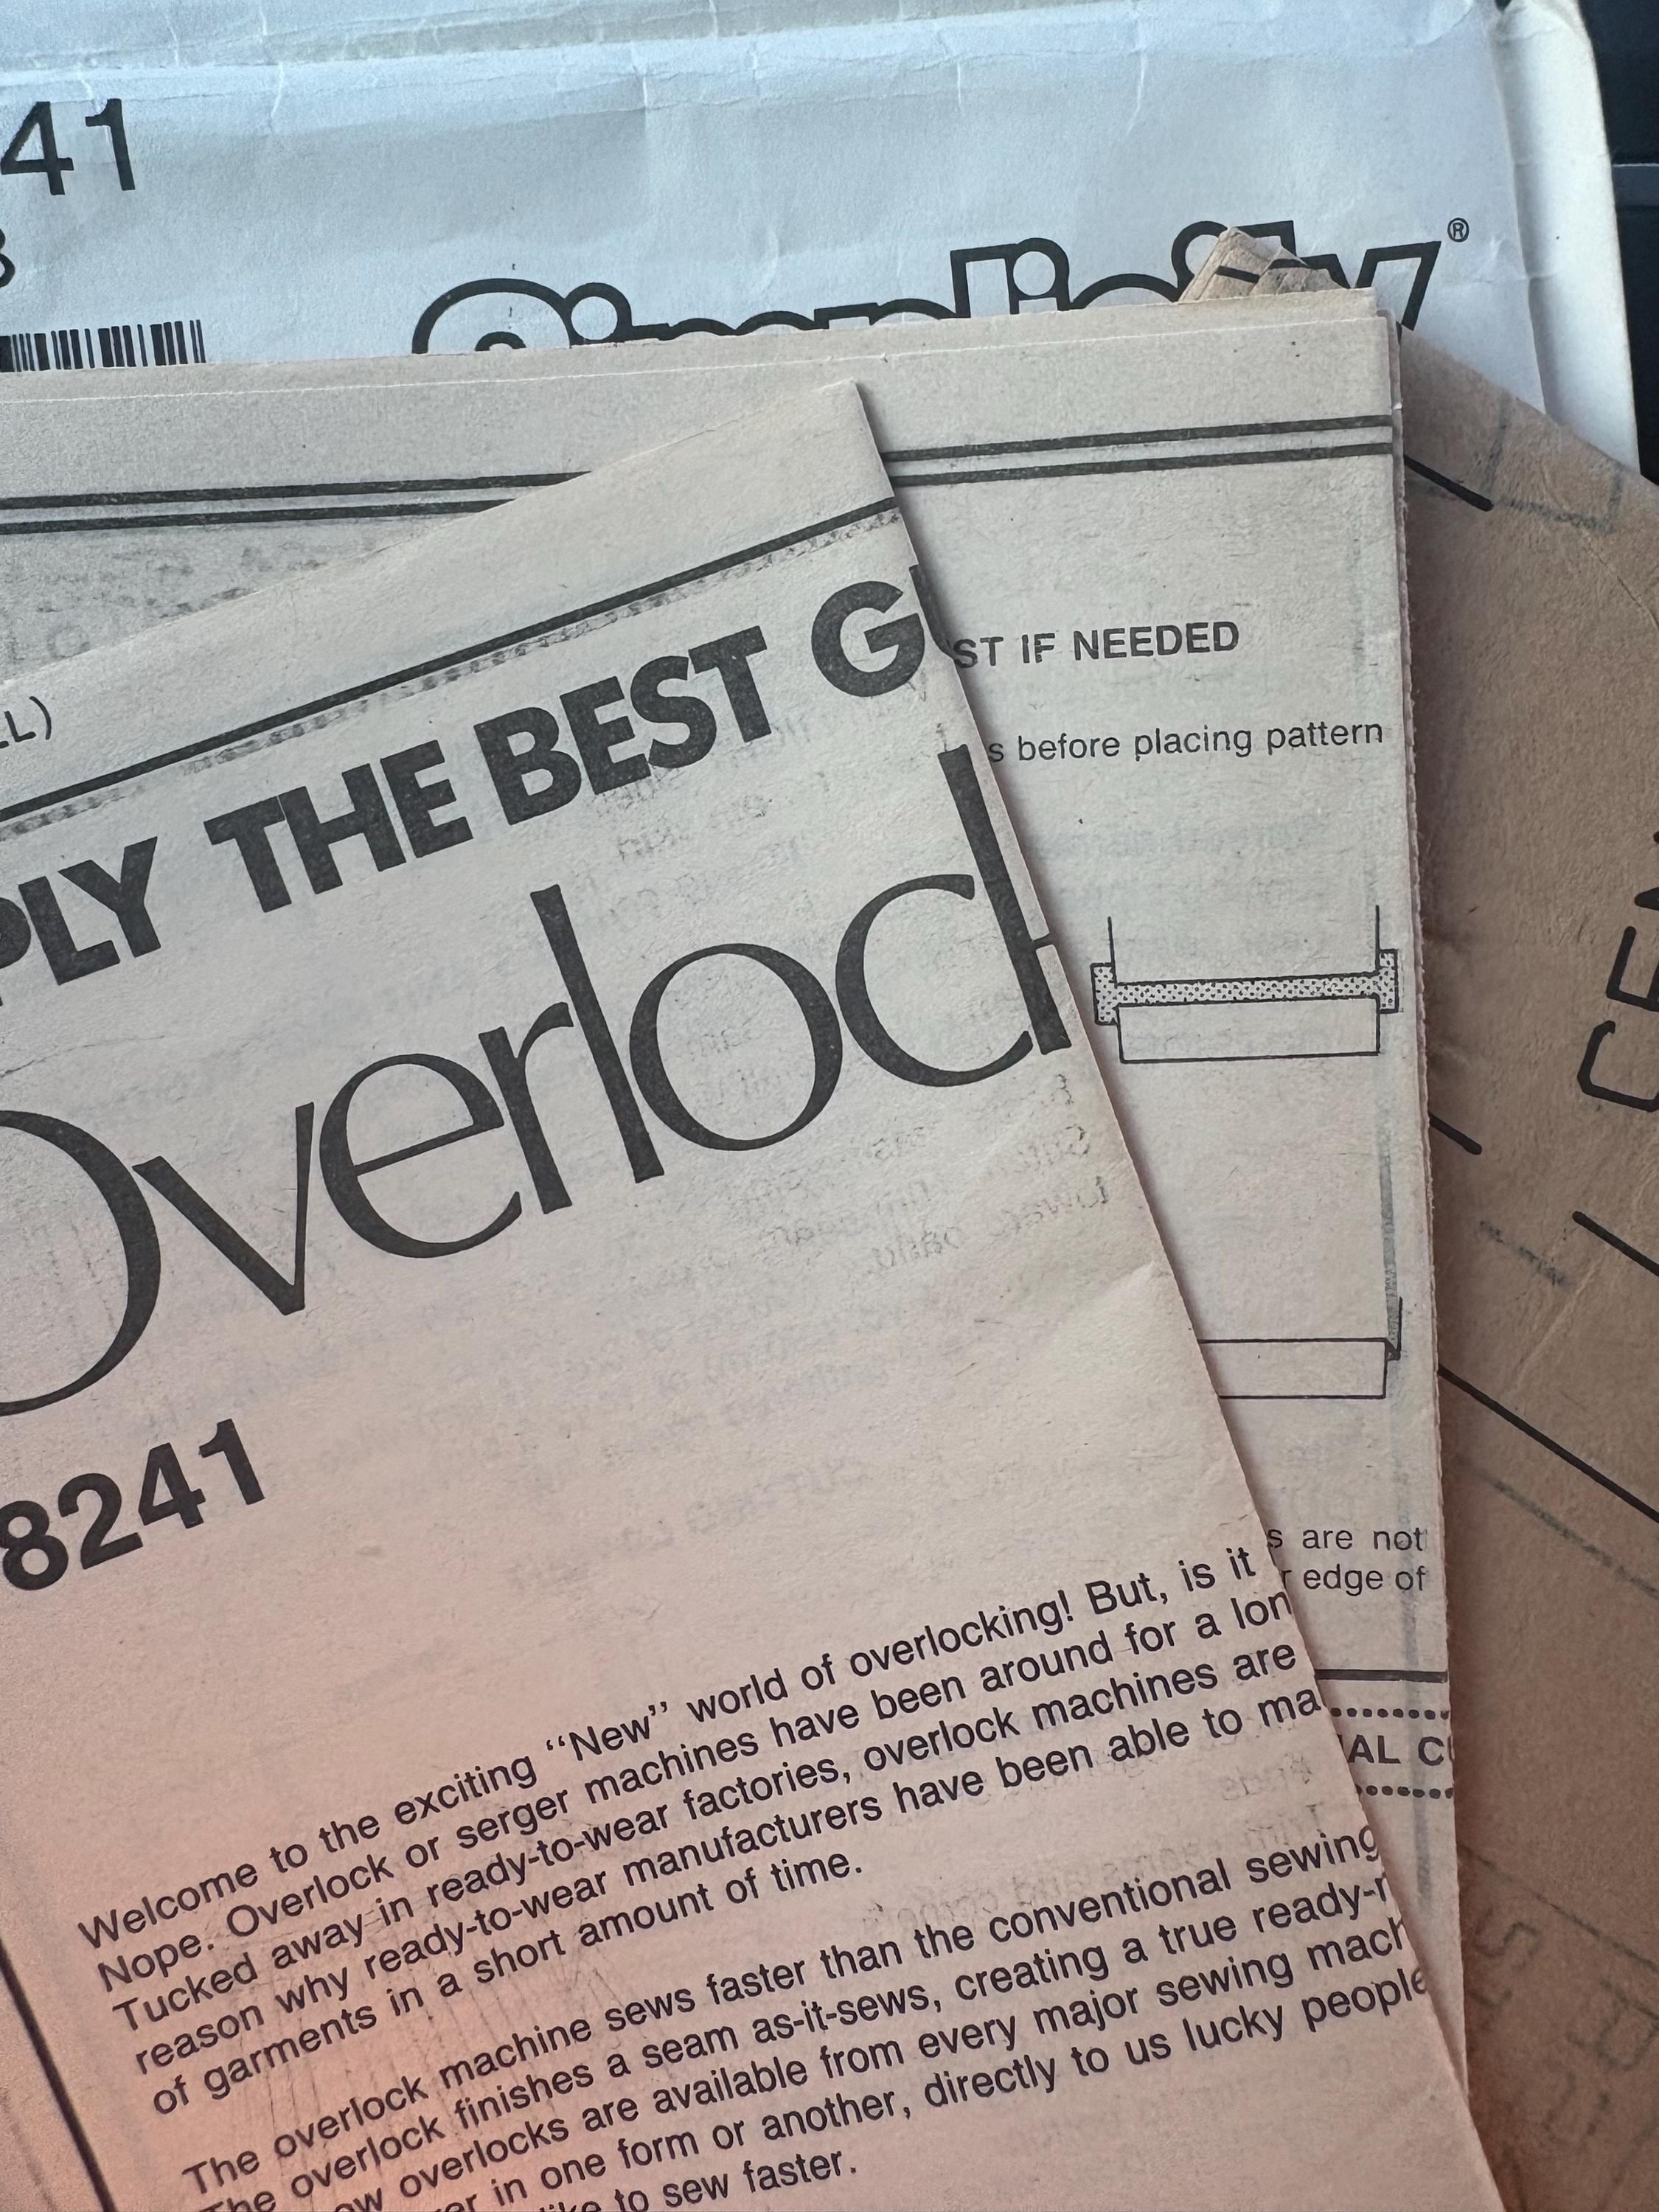 41
Simplicity®
ST IF NEEDED
s before placing pattern
LL)
PLY THE BEST G
Overlock
8241
CEN
s are not
r edge of
AL CU
Welcome to the exciting ‘‘New’’ world of overlocking! But, is it
Nope. Overlock or serger machines have been around for a lon
Tucked away in ready-to-wear factories, overlock machines are
reason why ready-to-wear manufacturers have been able to ma
of garments in a short amount of time.
The overlock machine sews faster than the conventional sewing
The overlock finishes a seam as-it-sews, creating a true ready-
ow overlocks are available from every major sewing mach
er in one form or another, directly to us lucky people
to sew faster.